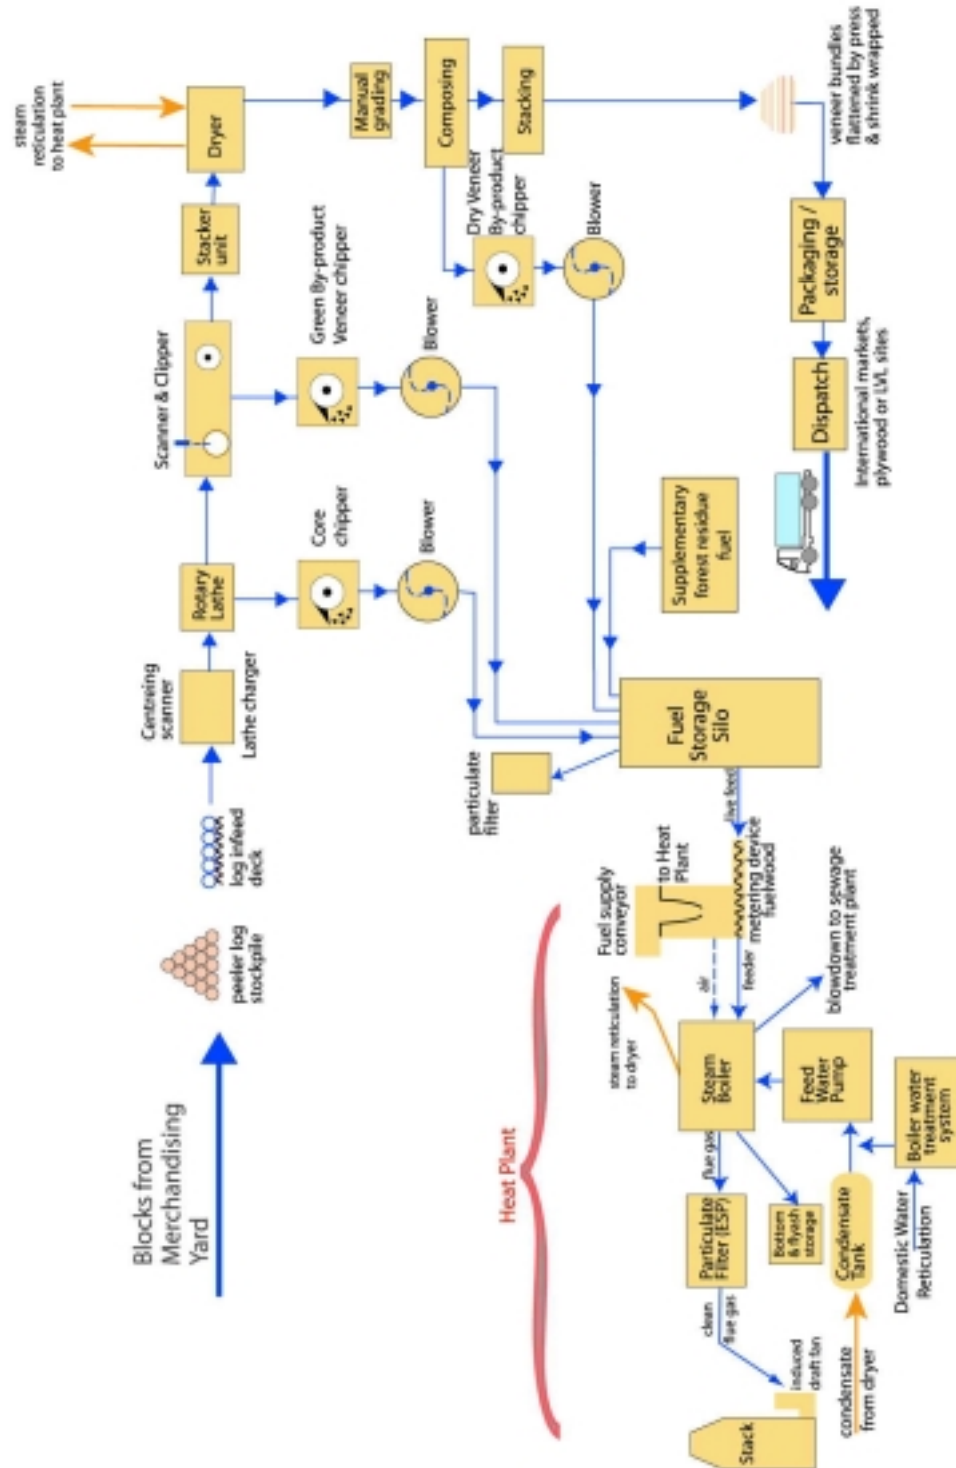 Blocks from
Merchandising
Yard
peeler log
stockpile
log infeed
deck
Centreing
scanner
Lathe charger
Rotary
Lathe
Scanner & Clipper
Stacker
unit
Dryer
steam
reticulation
to heat plant
Core
chipper
Blower
Green By-product
Veneer chipper
Blower
Manual
grading
Composing
Stacking
Dry Veneer
By-product
chipper
Blower
veneer bundles
flattened by press
& shrink wrapped
Packaging /
storage
Dispatch
International markets,
plywood or LVL sites
Supplementary
forest residue
fuel
Fuel
Storage
Silo
particulate
filter
live feed
Heat Plant
Fuel supply
conveyor
to Heat
Plant
metering device
fuelwood
air
feeder
steam reticulation
to dryer
Steam
Boiler
blowdown to sewage
treatment plant
flue gas
Particulate
Filter (ESP)
Bottom
& flyash
storage
Feed
Water
Pump
clean
flue gas
induced
draft fan
Stack
Condensate
Tank
condensate
from dryer
Boiler water
treatment
system
Domestic Water
Reticulation